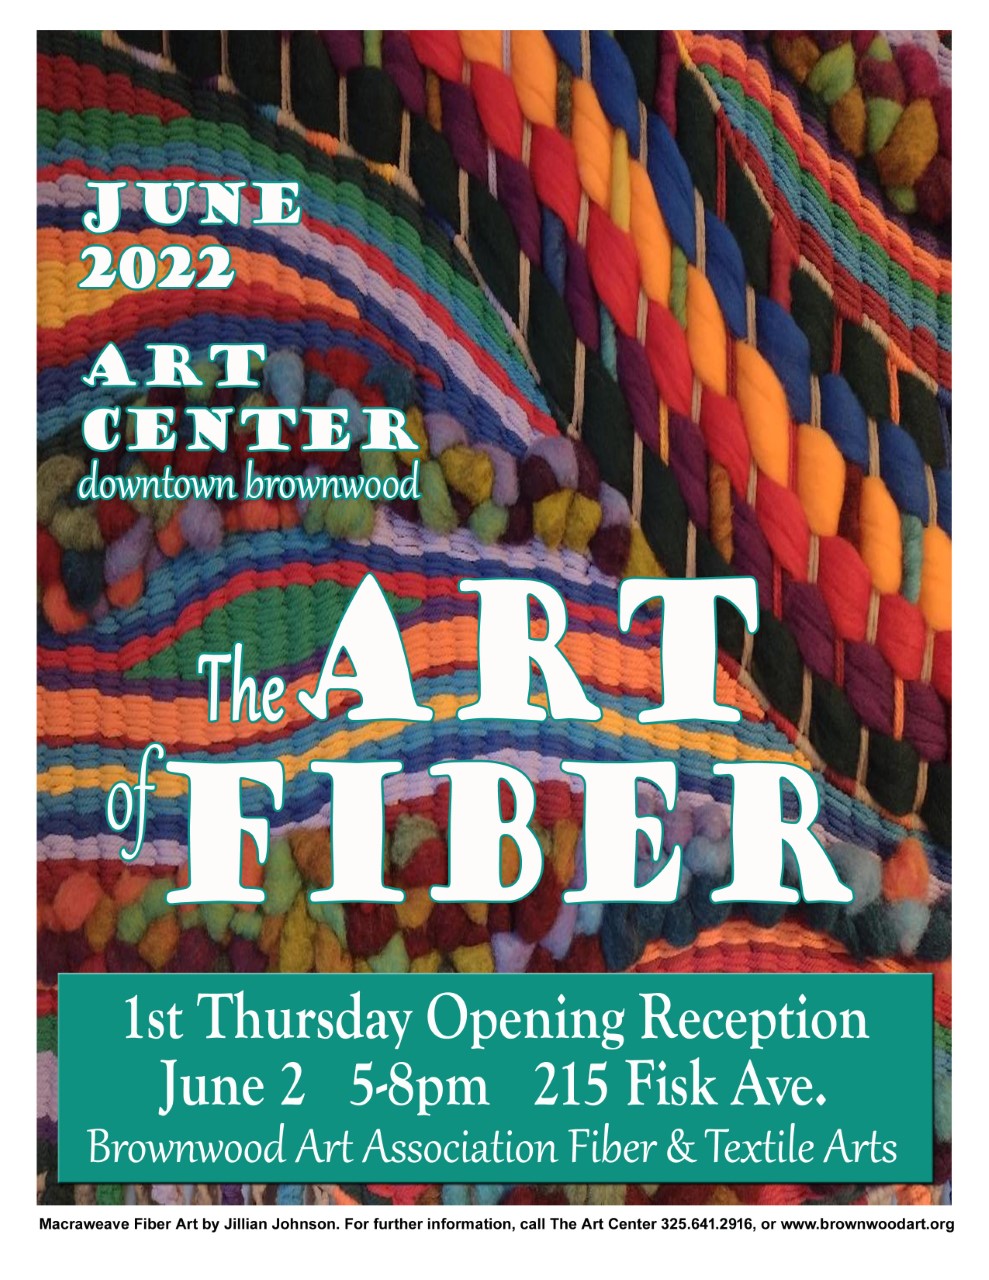 JUNE
2022
ART
CENTER
downtown brownwood
The ART
of FIBER
1st Thursday Opening Reception
June 2 5-8pm 215 Fisk Ave.
Brownwood Art Association Fiber & Textile Arts
Macraweave Fiber Art by Jillian Johnson. For further information, call The Art Center 325.641.2916, or www.brownwoodart.org